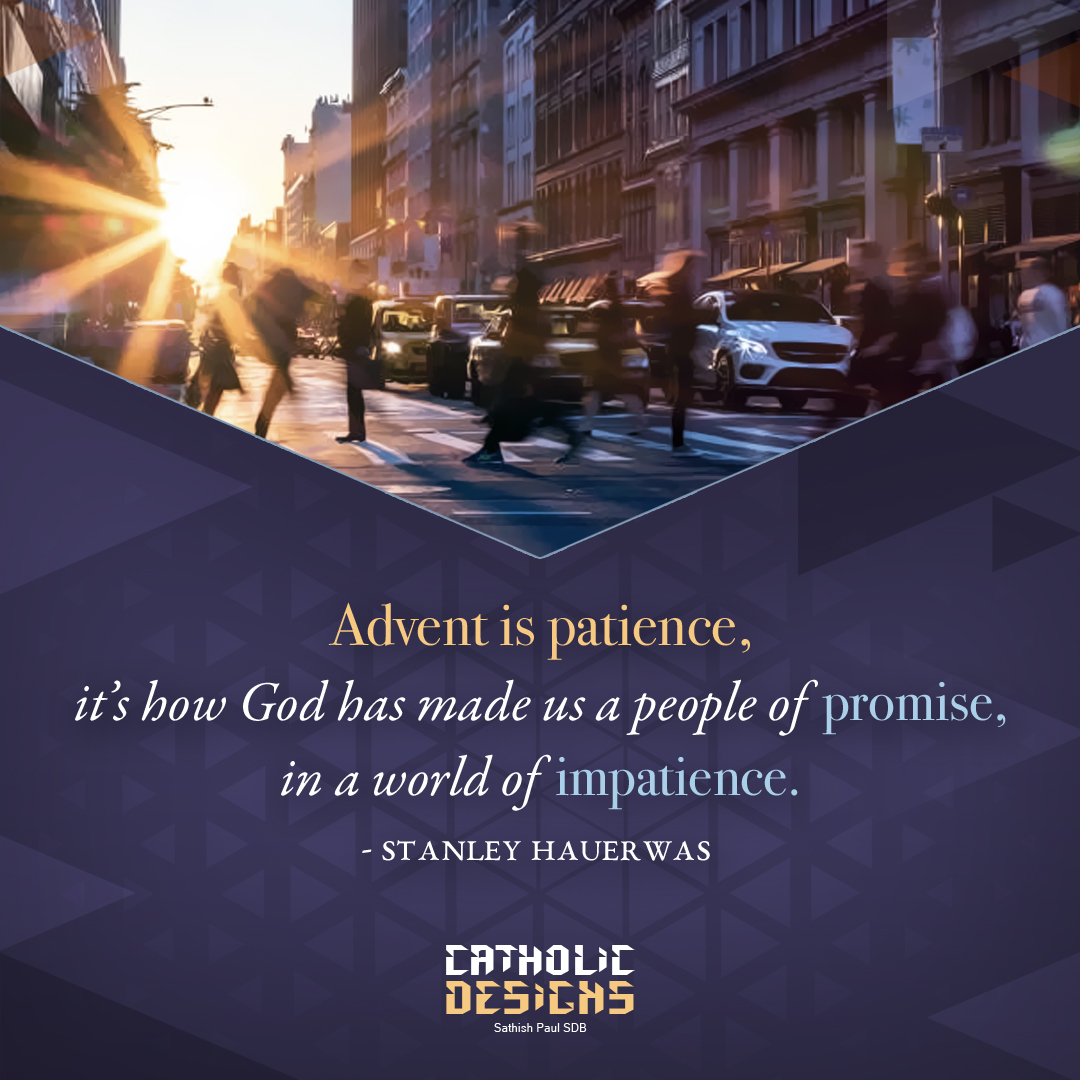 Advent is patience,
it's how God has made us a people of promise,
in a world of impatience.
- STANLEY HAUERWAS
CATHOLIC
DESIGNS
Sathish Paul SDB